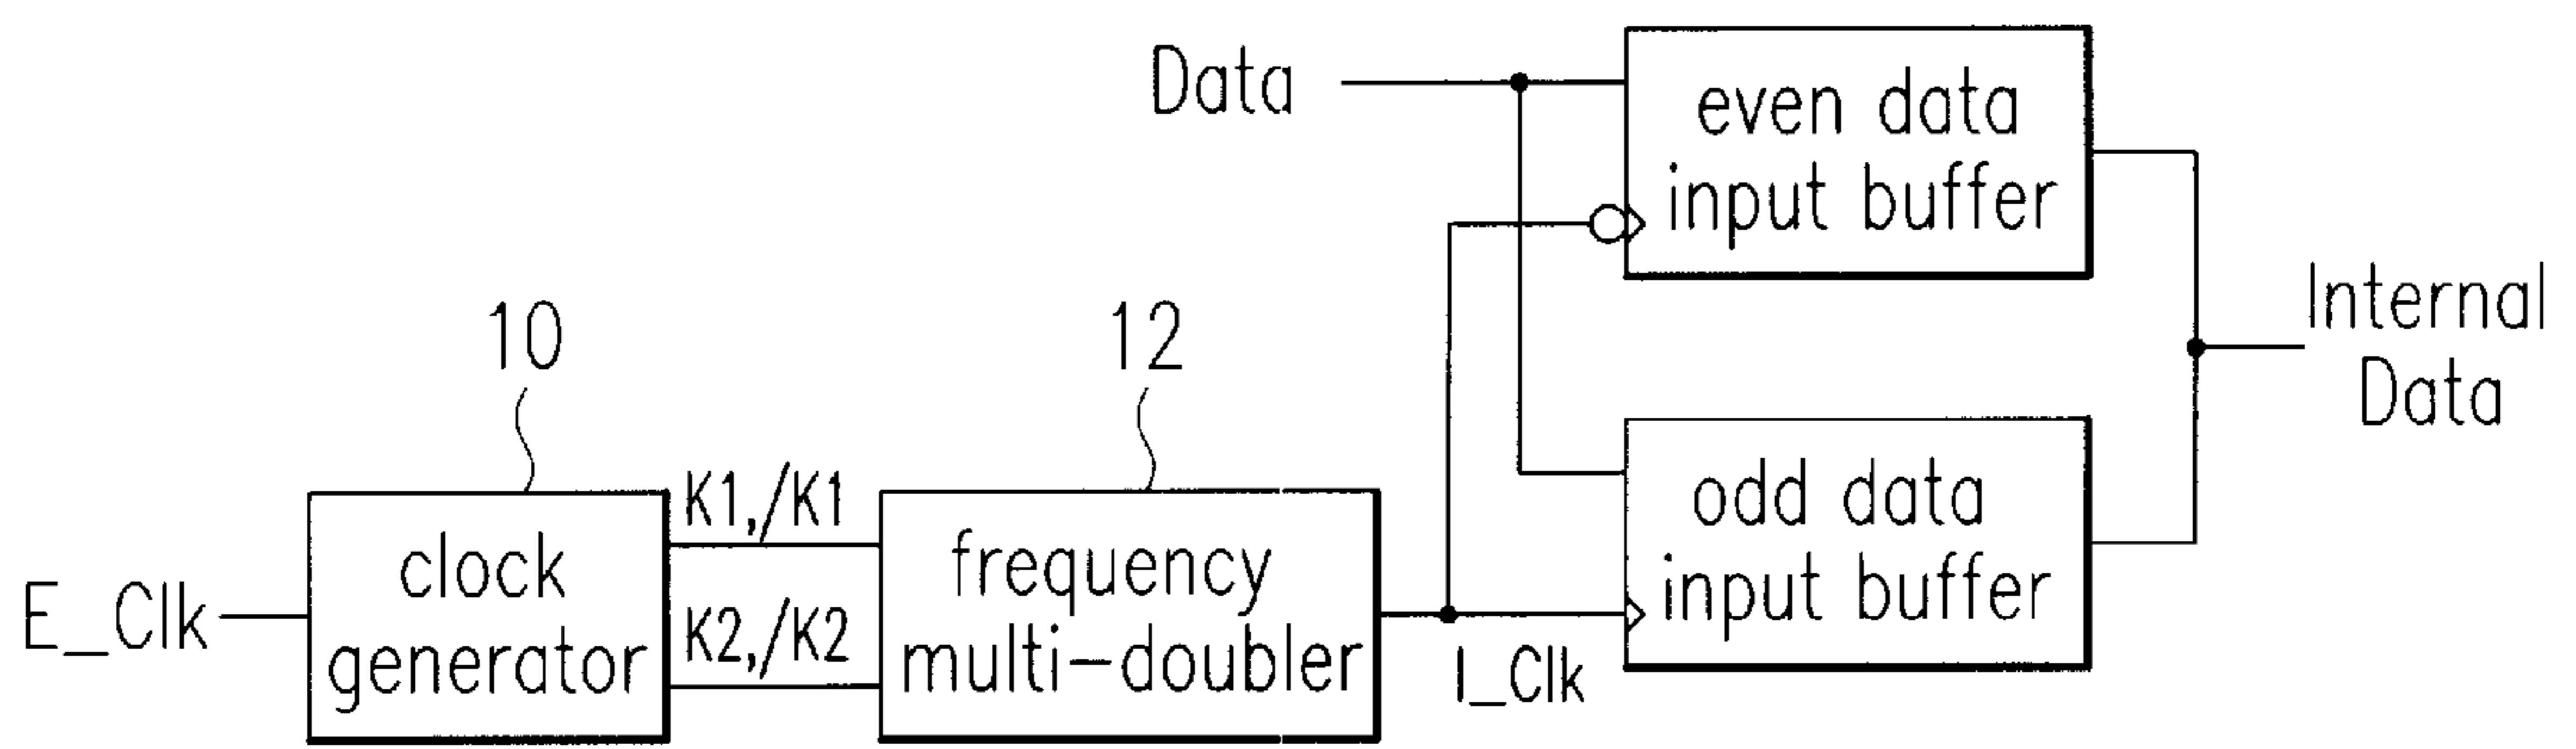 Data
even data
input buffer
Internal
Data
10
12
K1,/K1
K2,/K2
E_Clk
clock
generator
frequency
multi-doubler
I_Clk
odd data
input buffer